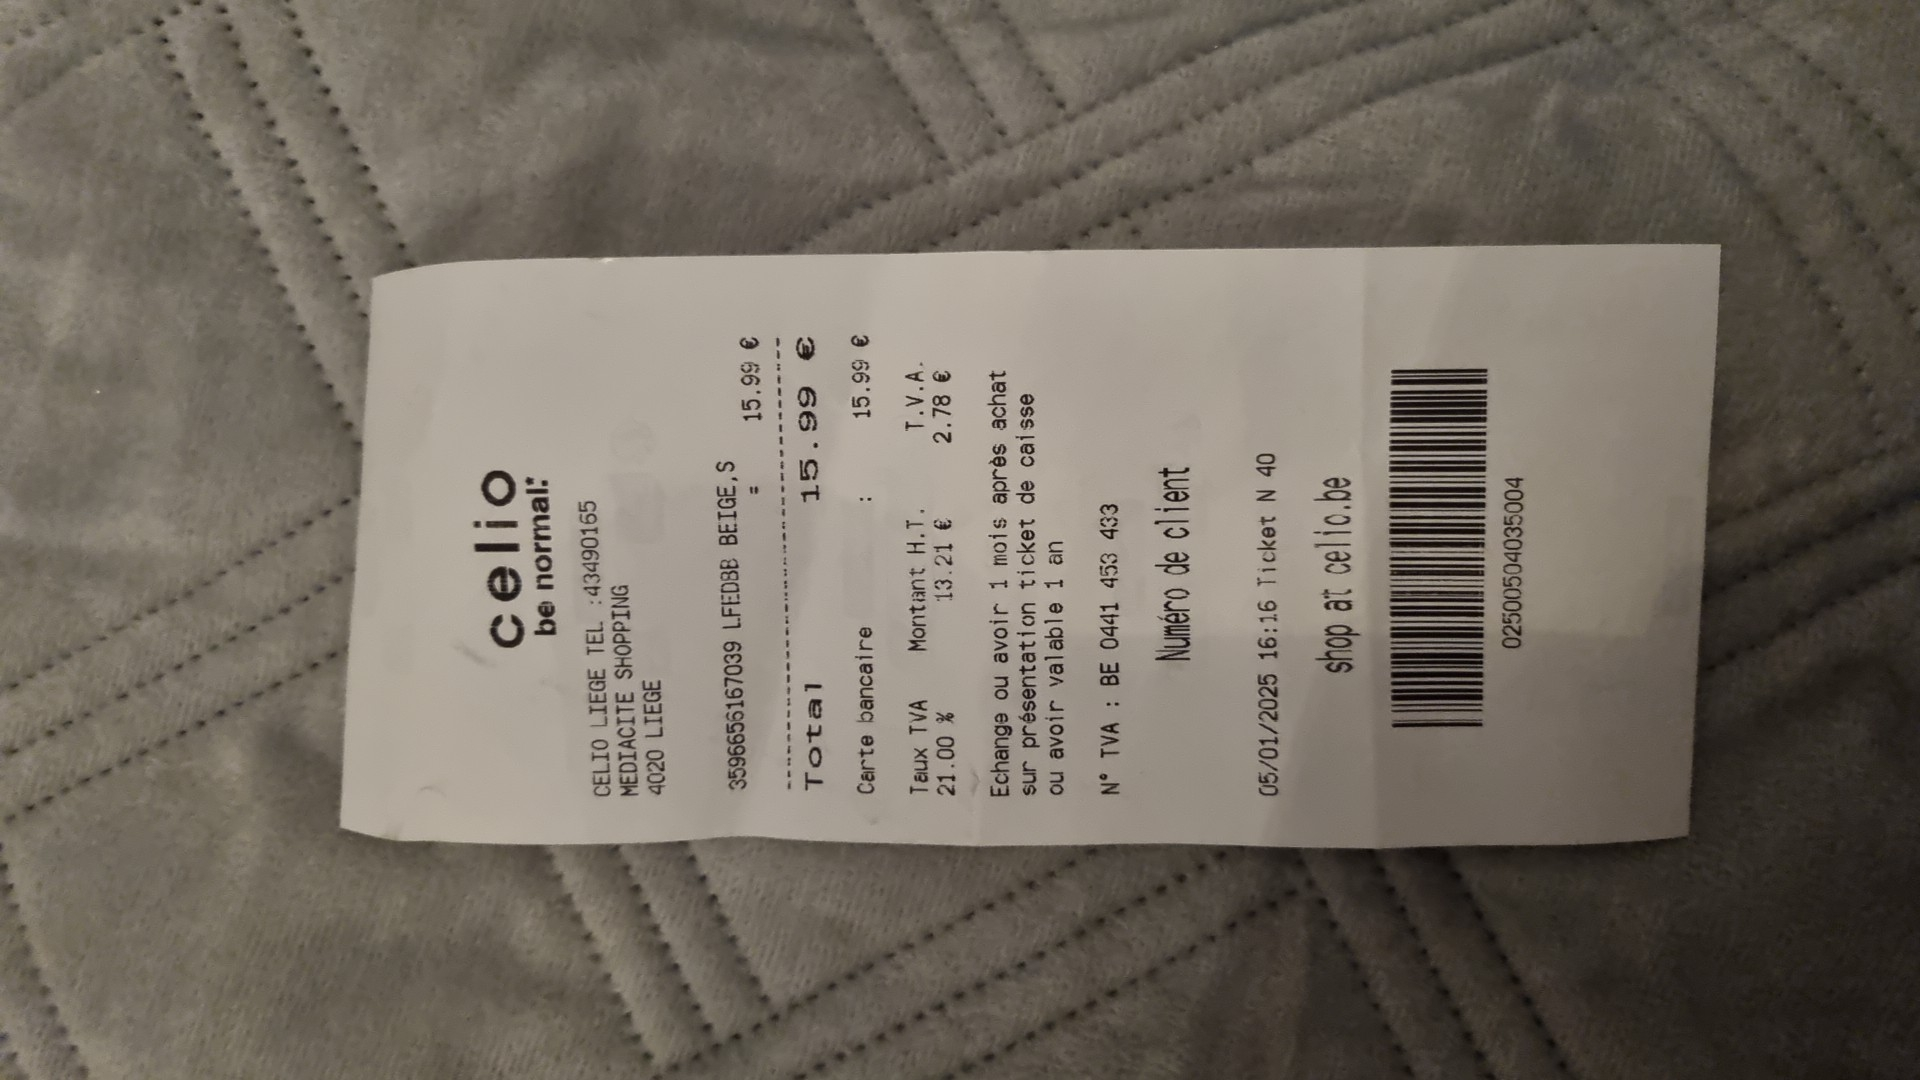 celio
be normal:*
CELIO LIEGE TEL :43490165
MEDIACITE SHOPPING
4020 LIEGE
3596656167039 LFEDBB BEIGE,S
= 15.99 €
Total 15.99 €
Carte bancaire : 15.99 €
Taux TVA Montant H.T. T.V.A.
21.00 % 13.21 € 2.78 €
Echange ou avoir 1 mois après achat
sur présentation ticket de caisse
ou avoir valable 1 an
N° TVA : BE 0441 453 433
Numéro de client
05/01/2025 16:16 Ticket N 40
shop at celio.be
02500504035004